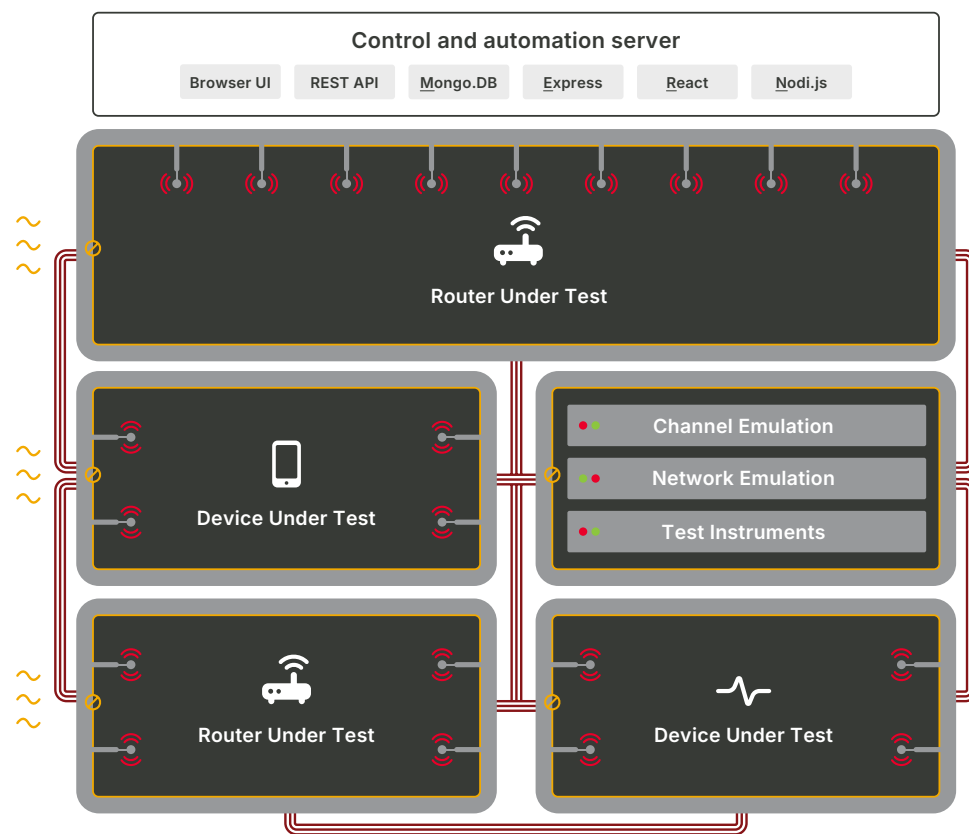 Control and automation server
Browser UI REST API Mongo.DB Express React Nodi.js
Router Under Test
Device Under Test
Channel Emulation
Network Emulation
Test Instruments
Router Under Test
Device Under Test